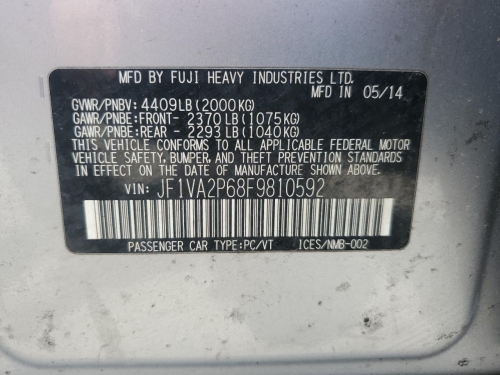 MFD BY FUJI HEAVY INDUSTRIES LTD.
MFD IN 05/14
GVWR/PNBV: 4409LB(2000KG)
GAWR/PNBE:FRONT- 2370LB(1075KG)
GAWR/PNBE:REAR - 2293LB(1040KG)
THIS VEHICLE CONFORMS TO ALL APPLICABLE FEDERAL MOTOR
VEHICLE SAFETY, BUMPER, AND THEFT PREVENTION STANDARDS
IN EFFECT ON THE DATE OF MANUFACTURE SHOWN ABOVE.
VIN: JF1VA2P68F9810592
PASSENGER CAR TYPE:PC/VT ICES/NMB-002